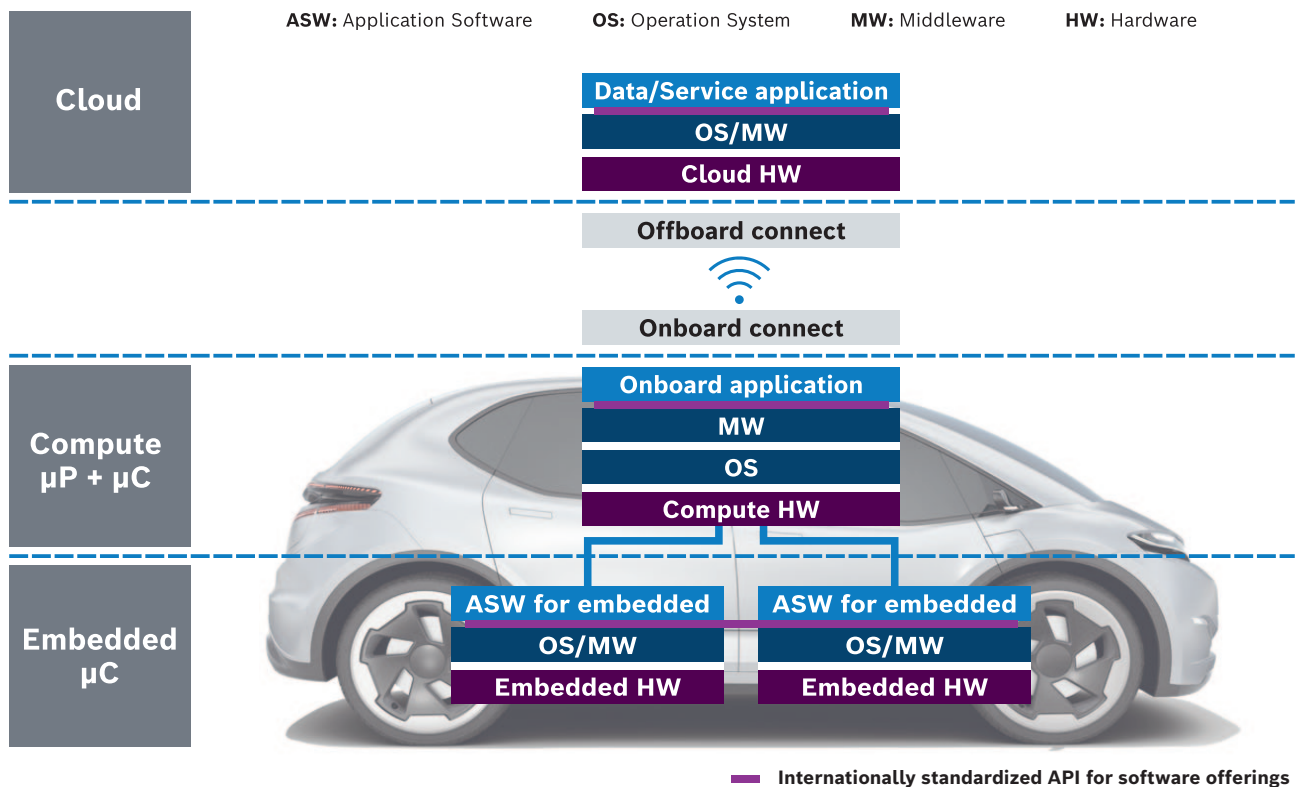 ASW: Application Software OS: Operation System MW: Middleware HW: Hardware
Cloud
Data/Service application
OS/MW
Cloud HW
Offboard connect
Onboard connect
Compute
µP + µC
Onboard application
MW
OS
Compute HW
Embedded
µC
ASW for embedded
OS/MW
Embedded HW
ASW for embedded
OS/MW
Embedded HW
Internationally standardized API for software offerings